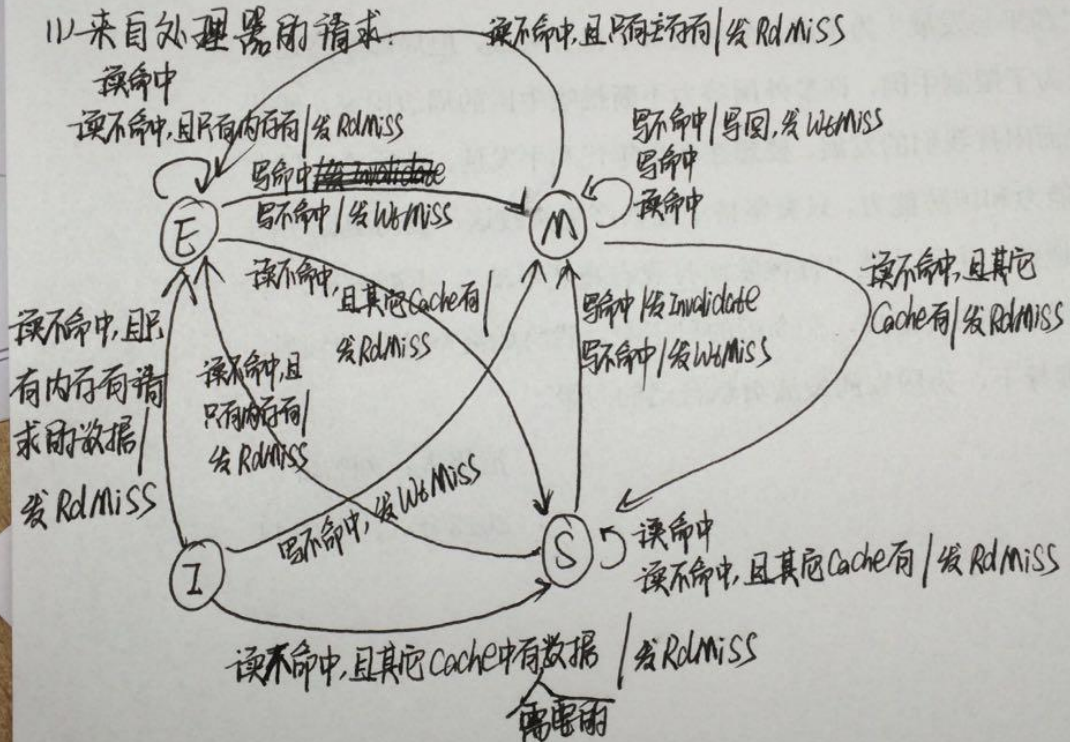 (1)来自处理器的请求
读不命中,且只有主存有/发RdMiss
读命中
读不命中,且只有内存有/发RdMiss
写不命中/写回,发WtMiss
写命中
读命中
写命中
写不命中/发WtMiss
E
M
读不命中,且其它Cache有/
发RdMiss
读不命中,且其它
Cache有/发RdMiss
写命中/发Invalidate
写不命中/发WtMiss
读不命中,且只
有内存有请
求的数据/
发RdMiss
读不命中,且
只有内存有/
发RdMiss
写不命中,发WtMiss
I
S
读命中
读不命中,且其它Cache有/发RdMiss
读不命中,且其它Cache中有数据/发RdMiss
需要的